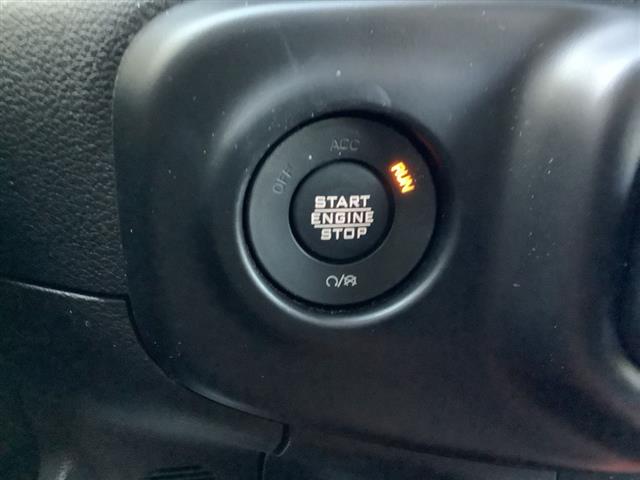 OFF
ACC
RUN
START
ENGINE
STOP